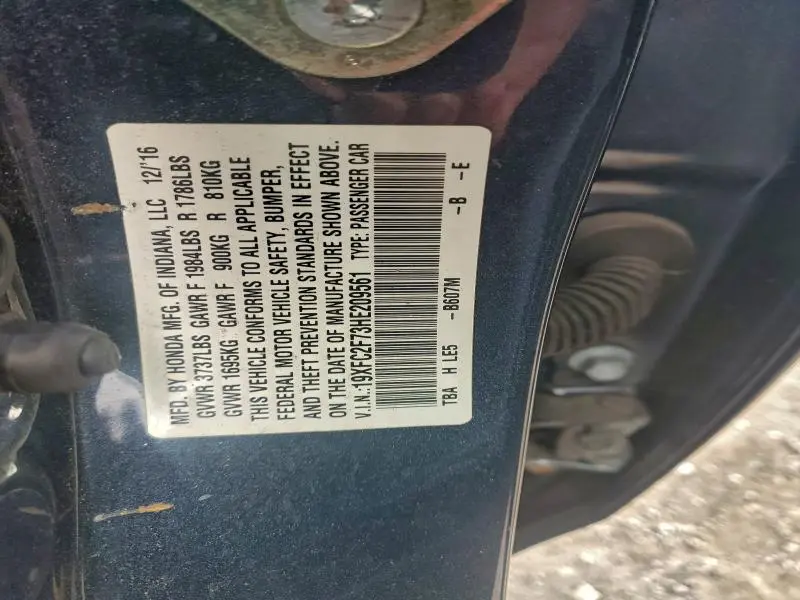 MFD. BY HONDA MFG. OF INDIANA, LLC 12/'16
GVWR 3737LBS GAWR F 1984LBS R 1786LBS
GVWR 1695KG GAWR F 900KG R 810KG
THIS VEHICLE CONFORMS TO ALL APPLICABLE
FEDERAL MOTOR VEHICLE SAFETY, BUMPER,
AND THEFT PREVENTION STANDARDS IN EFFECT
ON THE DATE OF MANUFACTURE SHOWN ABOVE.
V.I.N.:19XFC2F73HE209561 TYPE: PASSENGER CAR
TBA H LE5 -B607M -B -E